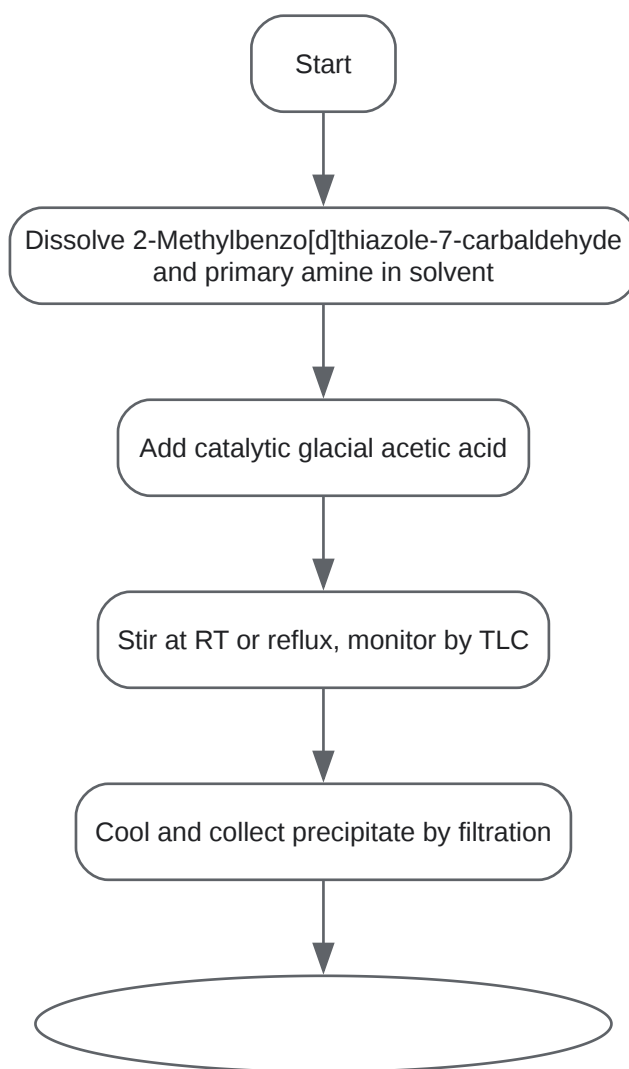 Start
Dissolve 2-Methylbenzo[d]thiazole-7-carbaldehyde
and primary amine in solvent
Add catalytic glacial acetic acid
Stir at RT or reflux, monitor by TLC
Cool and collect precipitate by filtration